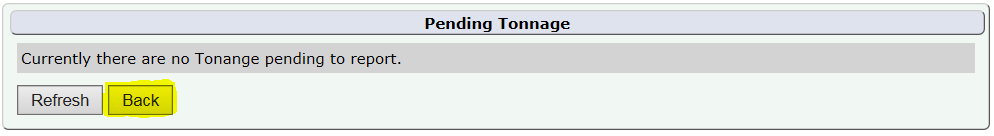 Pending Tonnage
Currently there are no Tonange pending to report.
Refresh Back